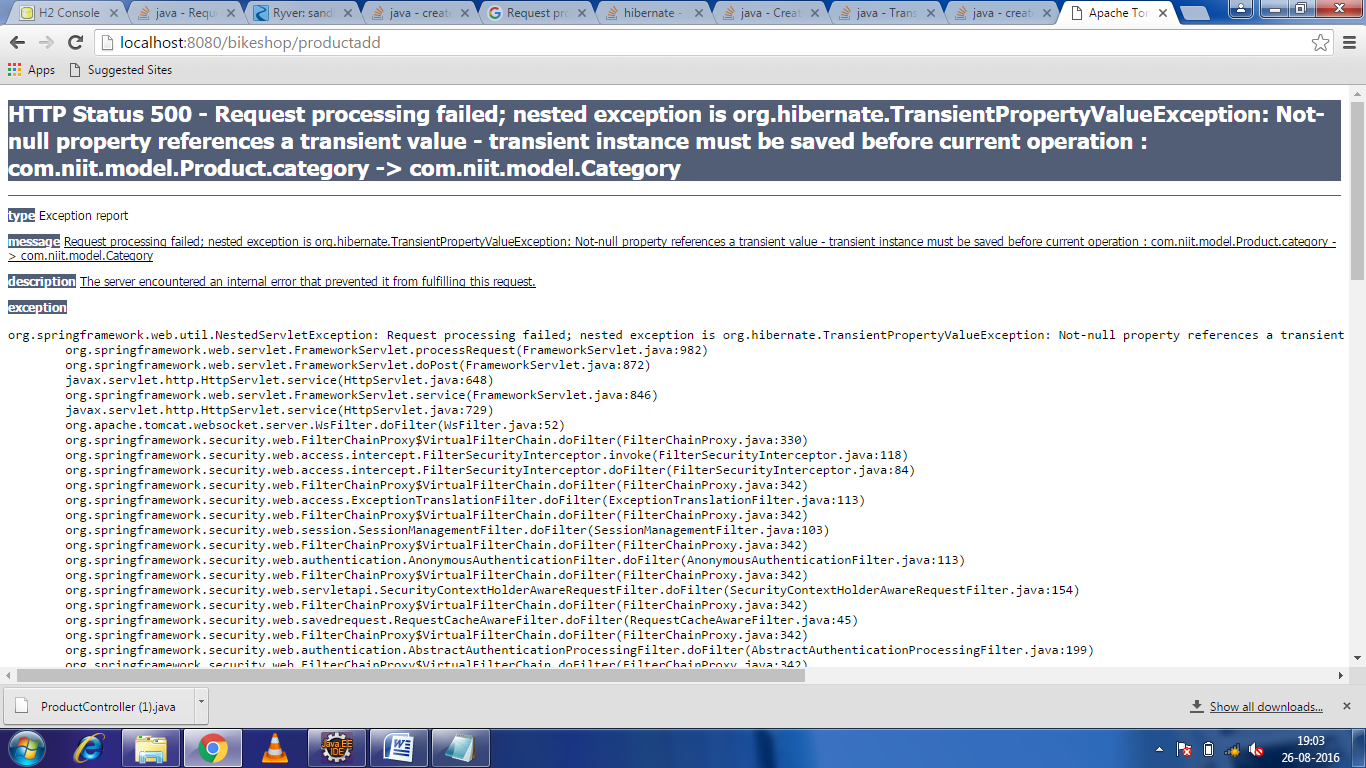 H2 Console
java - Requ
Ryver: sand
java - create
Request pro
hibernate -
java - Creat
java - Trans
java - create
Apache Tor
localhost:8080/bikeshop/productadd
Apps
Suggested Sites
HTTP Status 500 - Request processing failed; nested exception is org.hibernate.TransientPropertyValueException: Not-
null property references a transient value - transient instance must be saved before current operation :
com.niit.model.Product.category -> com.niit.model.Category
type Exception report
message Request processing failed; nested exception is org.hibernate.TransientPropertyValueException: Not-null property references a transient value - transient instance must be saved before current operation : com.niit.model.Product.category -
> com.niit.model.Category
description The server encountered an internal error that prevented it from fulfilling this request.
exception
org.springframework.web.util.NestedServletException: Request processing failed; nested exception is org.hibernate.TransientPropertyValueException: Not-null property references a transient
org.springframework.web.servlet.FrameworkServlet.processRequest(FrameworkServlet.java:982)
org.springframework.web.servlet.FrameworkServlet.doPost(FrameworkServlet.java:872)
javax.servlet.http.HttpServlet.service(HttpServlet.java:648)
org.springframework.web.servlet.FrameworkServlet.service(FrameworkServlet.java:846)
javax.servlet.http.HttpServlet.service(HttpServlet.java:729)
org.apache.tomcat.websocket.server.WsFilter.doFilter(WsFilter.java:52)
org.springframework.security.web.FilterChainProxy$VirtualFilterChain.doFilter(FilterChainProxy.java:330)
org.springframework.security.web.access.intercept.FilterSecurityInterceptor.invoke(FilterSecurityInterceptor.java:118)
org.springframework.security.web.access.intercept.FilterSecurityInterceptor.doFilter(FilterSecurityInterceptor.java:84)
org.springframework.security.web.FilterChainProxy$VirtualFilterChain.doFilter(FilterChainProxy.java:342)
org.springframework.security.web.access.ExceptionTranslationFilter.doFilter(ExceptionTranslationFilter.java:113)
org.springframework.security.web.FilterChainProxy$VirtualFilterChain.doFilter(FilterChainProxy.java:342)
org.springframework.security.web.session.SessionManagementFilter.doFilter(SessionManagementFilter.java:103)
org.springframework.security.web.FilterChainProxy$VirtualFilterChain.doFilter(FilterChainProxy.java:342)
org.springframework.security.web.authentication.AnonymousAuthenticationFilter.doFilter(AnonymousAuthenticationFilter.java:113)
org.springframework.security.web.FilterChainProxy$VirtualFilterChain.doFilter(FilterChainProxy.java:342)
org.springframework.security.web.servletapi.SecurityContextHolderAwareRequestFilter.doFilter(SecurityContextHolderAwareRequestFilter.java:154)
org.springframework.security.web.FilterChainProxy$VirtualFilterChain.doFilter(FilterChainProxy.java:342)
org.springframework.security.web.savedrequest.RequestCacheAwareFilter.doFilter(RequestCacheAwareFilter.java:45)
org.springframework.security.web.FilterChainProxy$VirtualFilterChain.doFilter(FilterChainProxy.java:342)
org.springframework.security.web.authentication.AbstractAuthenticationProcessingFilter.doFilter(AbstractAuthenticationProcessingFilter.java:199)
org.springframework.security.web.FilterChainProxy$VirtualFilterChain.doFilter(FilterChainProxy.java:342)
ProductController (1).java
Show all downloads...
Java EE
IDE
19:03
26-08-2016